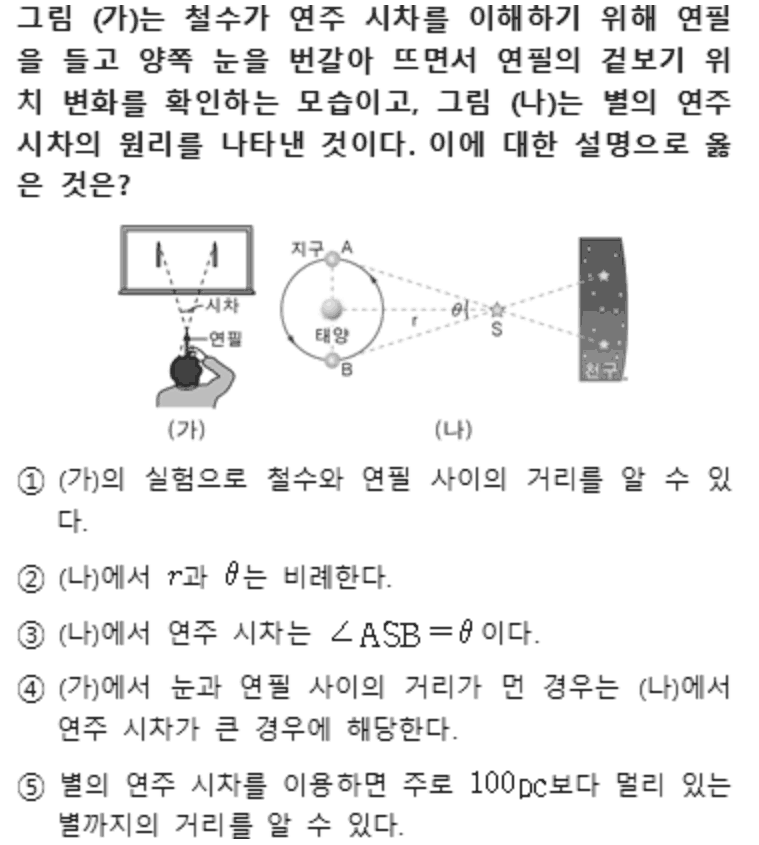 그림 (가)는 철수가 연주 시차를 이해하기 위해 연필
을 들고 양쪽 눈을 번갈아 뜨면서 연필의 겉보기 위
치 변화를 확인하는 모습이고, 그림 (나)는 별의 연주
시차의 원리를 나타낸 것이다. 이에 대한 설명으로 옳
은 것은?
시차
연필
(가)
지구 A
태양
B
r
θ
S
천구
(나)
① (가)의 실험으로 철수와 연필 사이의 거리를 알 수 있
다.
② (나)에서 r과 θ는 비례한다.
③ (나)에서 연주 시차는 ∠ASB=θ이다.
④ (가)에서 눈과 연필 사이의 거리가 먼 경우는 (나)에서
연주 시차가 큰 경우에 해당한다.
⑤ 별의 연주 시차를 이용하면 주로 100pc보다 멀리 있는
별까지의 거리를 알 수 있다.